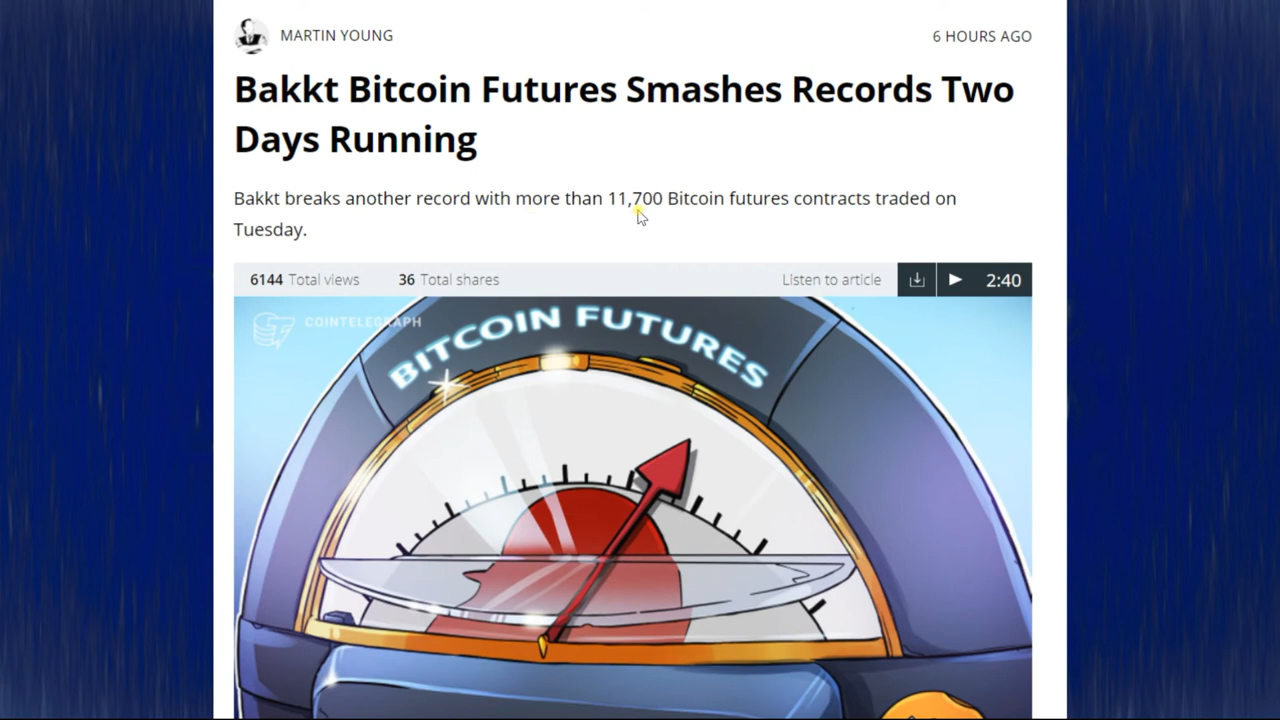 MARTIN YOUNG
6 HOURS AGO
Bakkt Bitcoin Futures Smashes Records Two
Days Running
Bakkt breaks another record with more than 11,700 Bitcoin futures contracts traded on
Tuesday.
6144 Total views 36 Total shares Listen to article 2:40
COINTELEGRAPH
BITCOIN FUTURES